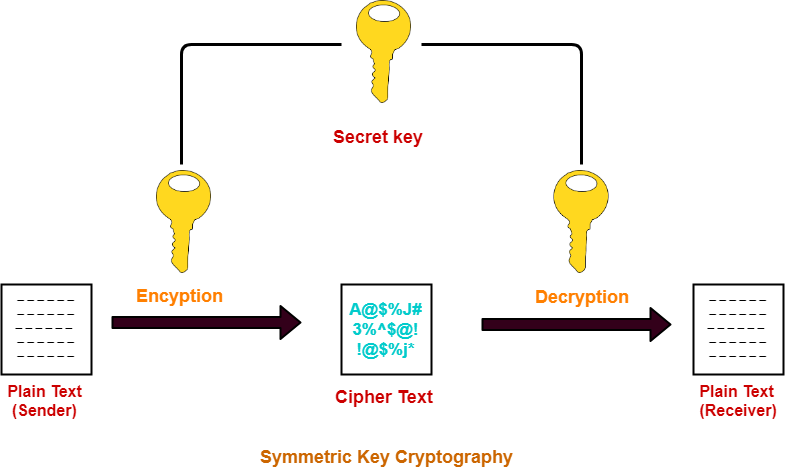 Secret key
Encyption
Decryption
A@$%J#
3%^$@!
!@$%j*
Plain Text
(Sender)
Cipher Text
Plain Text
(Receiver)
Symmetric Key Cryptography